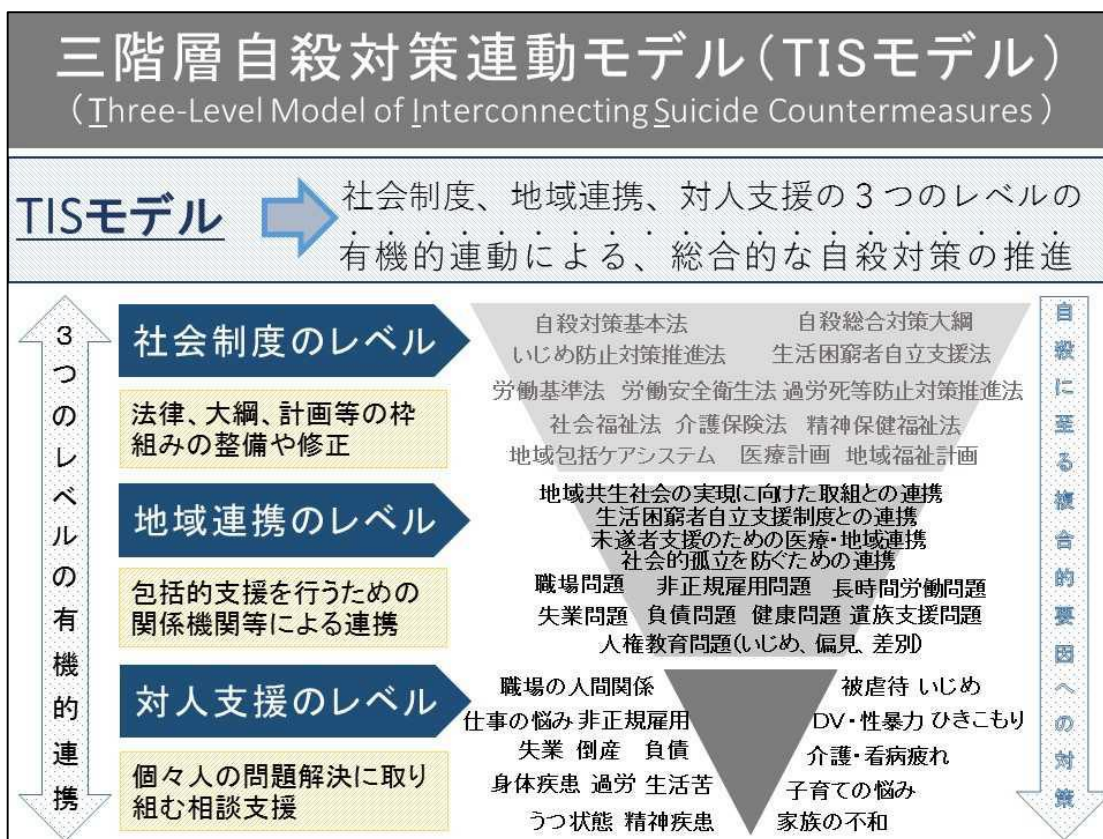 三階層自殺対策連動モデル(TISモデル)
(Three-Level Model of Interconnecting Suicide Countermeasures)
TISモデル
社会制度、地域連携、対人支援の３つのレベルの
有機的連動による、総合的な自殺対策の推進
３つのレベルの有機的連携
社会制度のレベル
法律、大綱、計画等の枠
組みの整備や修正
自殺対策基本法 自殺総合対策大綱
いじめ防止対策推進法 生活困窮者自立支援法
労働基準法 労働安全衛生法 過労死等防止対策推進法
社会福祉法 介護保険法 精神保健福祉法
地域包括ケアシステム 医療計画 地域福祉計画
地域連携のレベル
包括的支援を行うための
関係機関等による連携
地域共生社会の実現に向けた取組との連携
生活困窮者自立支援制度との連携
未遂者支援のための医療・地域連携
社会的孤立を防ぐための連携
職場問題 非正規雇用問題 長時間労働問題
失業問題 負債問題 健康問題 遺族支援問題
人権教育問題(いじめ、偏見、差別)
対人支援のレベル
個々人の問題解決に取り
組む相談支援
職場の人間関係 被虐待 いじめ
仕事の悩み 非正規雇用 DV・性暴力 ひきこもり
失業 倒産 負債 介護・看病疲れ
身体疾患 過労 生活苦 子育ての悩み
うつ状態 精神疾患 家族の不和
自殺に至る複合的要因への対策